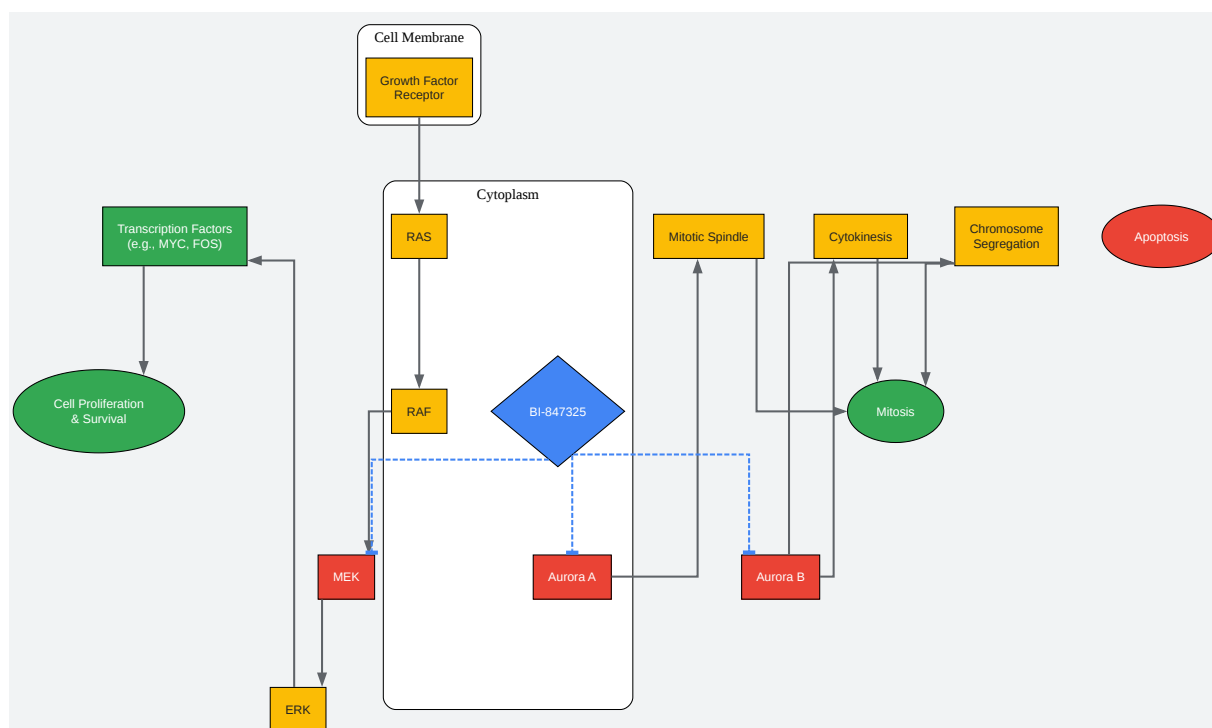 Cell Membrane
Growth Factor
Receptor
Cytoplasm
Transcription Factors
(e.g., MYC, FOS)
RAS
Mitotic Spindle
Cytokinesis
Chromosome
Segregation
Apoptosis
Cell Proliferation
& Survival
RAF
BI-847325
Mitosis
MEK
Aurora A
Aurora B
ERK